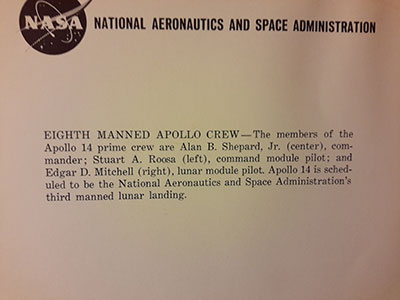 NASA
NATIONAL AERONAUTICS AND SPACE ADMINISTRATION
EIGHTH MANNED APOLLO CREW—The members of the
Apollo 14 prime crew are Alan B. Shepard, Jr. (center), com-
mander; Stuart A. Roosa (left), command module pilot; and
Edgar D. Mitchell (right), lunar module pilot. Apollo 14 is sched-
uled to be the National Aeronautics and Space Administration's
third manned lunar landing.